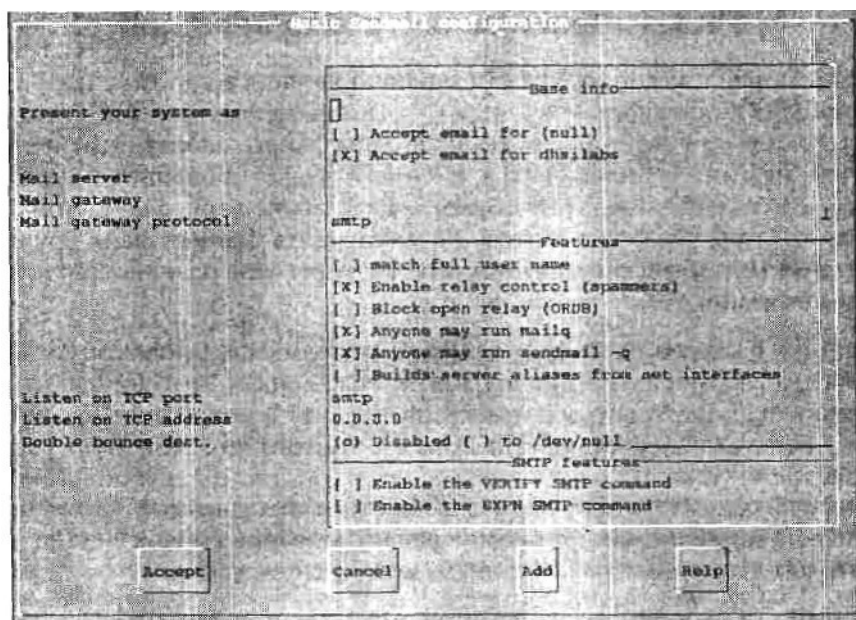 Basic Sendmail configuration
Base info
Present your system as
[ ] Accept email for (null)
[X] Accept email for dhsilabs
Mail server
Mail gateway
Mail gateway protocol smtp
Features
[ ] match full user name
[X] Enable relay control (spammers)
[ ] Block open relay (ORDB)
[X] Anyone may run mailq
[X] Anyone may run sendmail -q
[ ] Builds server aliases from net interfaces
Listen on TCP port smtp
Listen on TCP address 0.0.0.0
Double bounce dest. (o) Disabled ( ) to /dev/null
SMTP features
[ ] Enable the VERIFY SMTP command
[ ] Enable the EXPN SMTP command
Accept Cancel Add Help